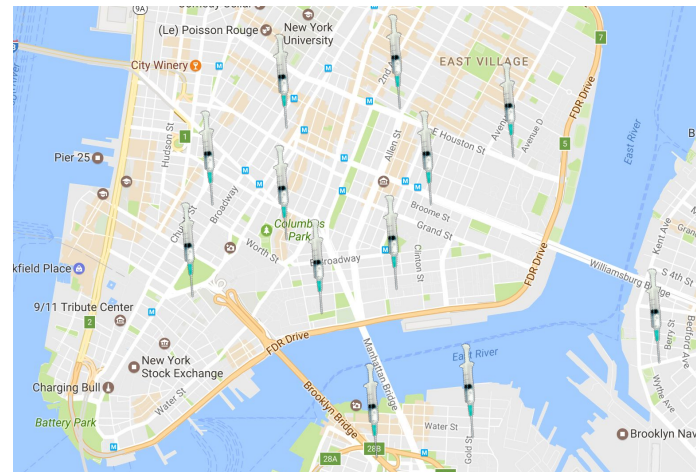 9A
(Le) Poisson Rouge
New York
University
City Winery
2nd A
EAST VILLAGE
7
FDR Drive
Hudson St
1
Pier 25
Allen St
E Houston St
Avenue D
5
East River
Broadway
Columbus
Park
Broome St
Grand St
Kent Ave
Church St
Worth St
E Broadway
Clinton St
FDR Drive
Williamsburg Bridge
S 4th St
kfield Place
9/11 Tribute Center
2
Berry St
Bedford Ave
New York
Stock Exchange
FDR Drive
East River
Manhattan Bridge
Charging Bull
Water St
Wythe Ave
Battery Park
Brooklyn Bridge
Water St
Gold St
Brooklyn Nav
28A
28B